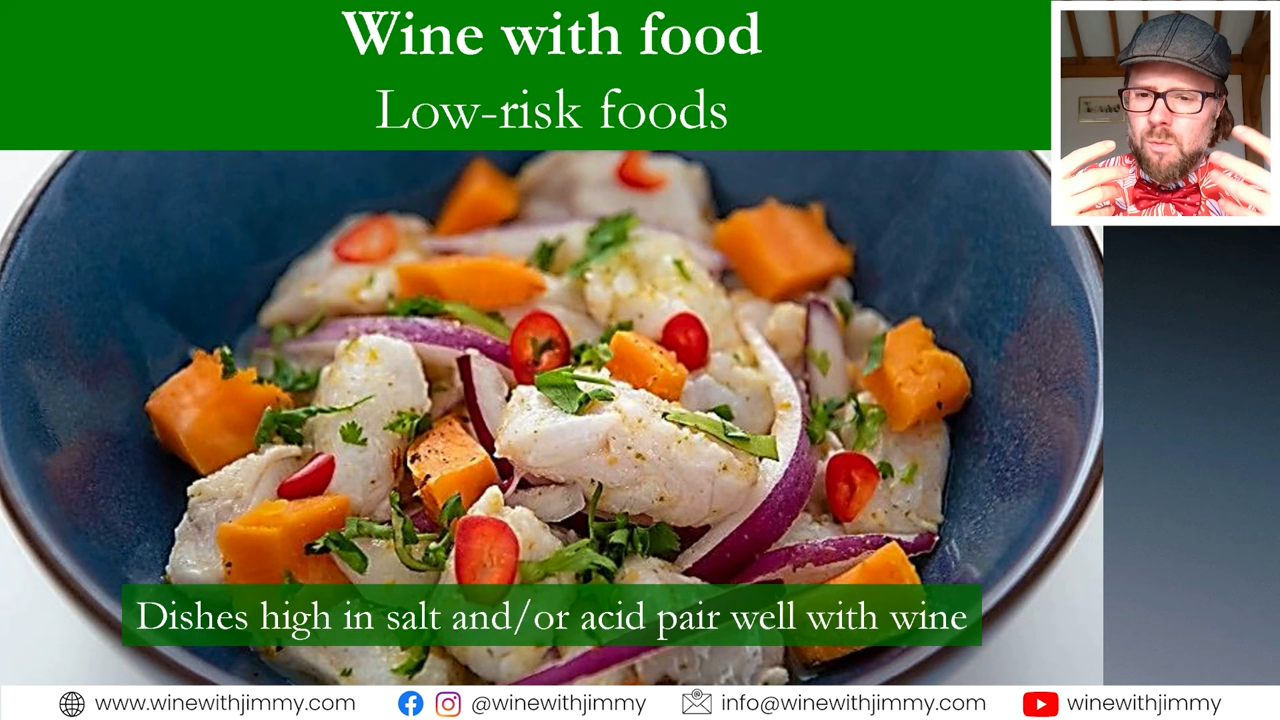 Wine with food
Low-risk foods
Dishes high in salt and/or acid pair well with wine
www.winewithjimmy.com
@winewithjimmy
info@winewithjimmy.com
winewithjimmy